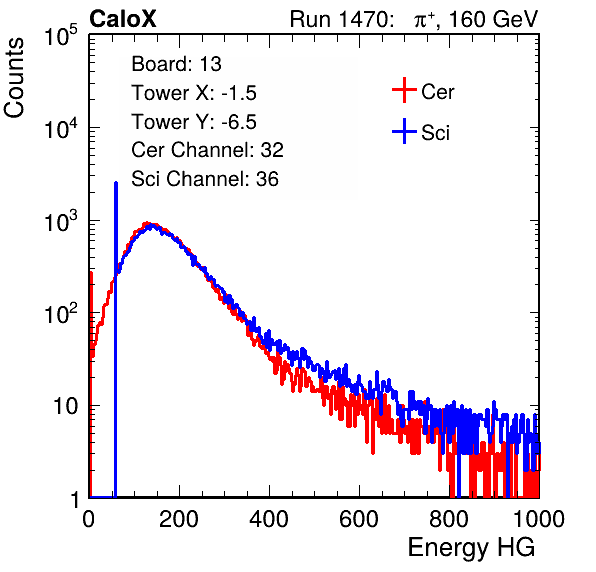 CaloX Run 1470: π⁺, 160 GeV
Counts
Board: 13
Tower X: -1.5
Tower Y: -6.5
Cer Channel: 32
Sci Channel: 36
Cer
Sci
10⁵
10⁴
10³
10²
10
1
0 200 400 600 800 1000
Energy HG